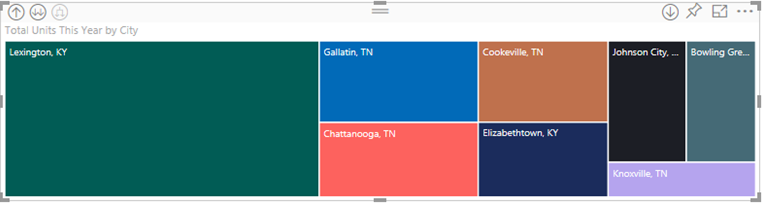 Total Units This Year by City
Lexington, KY
Gallatin, TN
Cookeville, TN
Johnson City, ...
Bowling Gre...
Chattanooga, TN
Elizabethtown, KY
Knoxville, TN